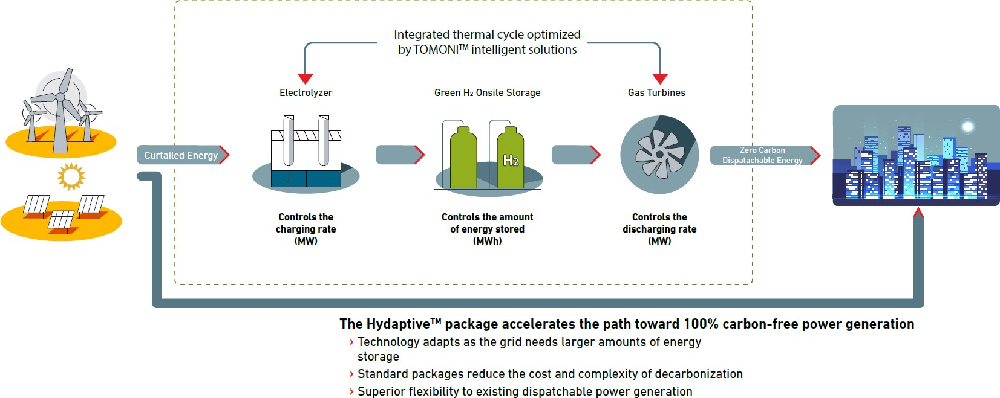 Integrated thermal cycle optimized
by TOMONI™ intelligent solutions
Electrolyzer
Green H₂ Onsite Storage
Gas Turbines
Curtailed Energy
H₂
Zero Carbon
Dispatachable Energy
Controls the
charging rate
(MW)
Controls the amount
of energy stored
(MWh)
Controls the
discharging rate
(MW)
The Hydaptive™ package accelerates the path toward 100% carbon-free power generation
› Technology adapts as the grid needs larger amounts of energy
storage
› Standard packages reduce the cost and complexity of decarbonization
› Superior flexibility to existing dispatchable power generation